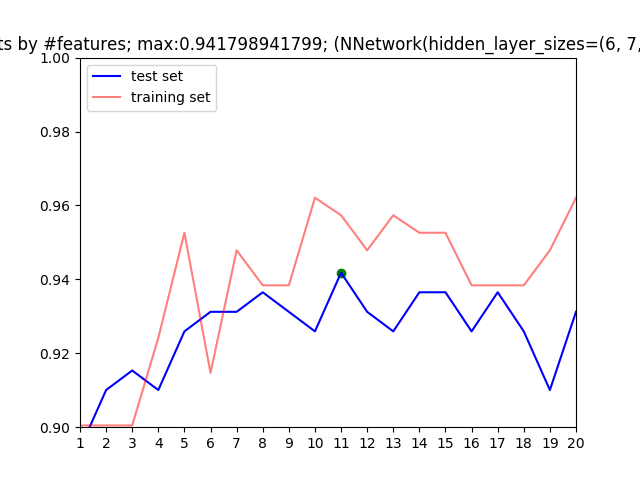 ts by #features; max:0.941798941799; (NNetwork(hidden_layer_sizes=(6, 7,
1.00
test set
training set
0.98
0.96
0.94
0.92
0.90
1 2 3 4 5 6 7 8 9 10 11 12 13 14 15 16 17 18 19 20